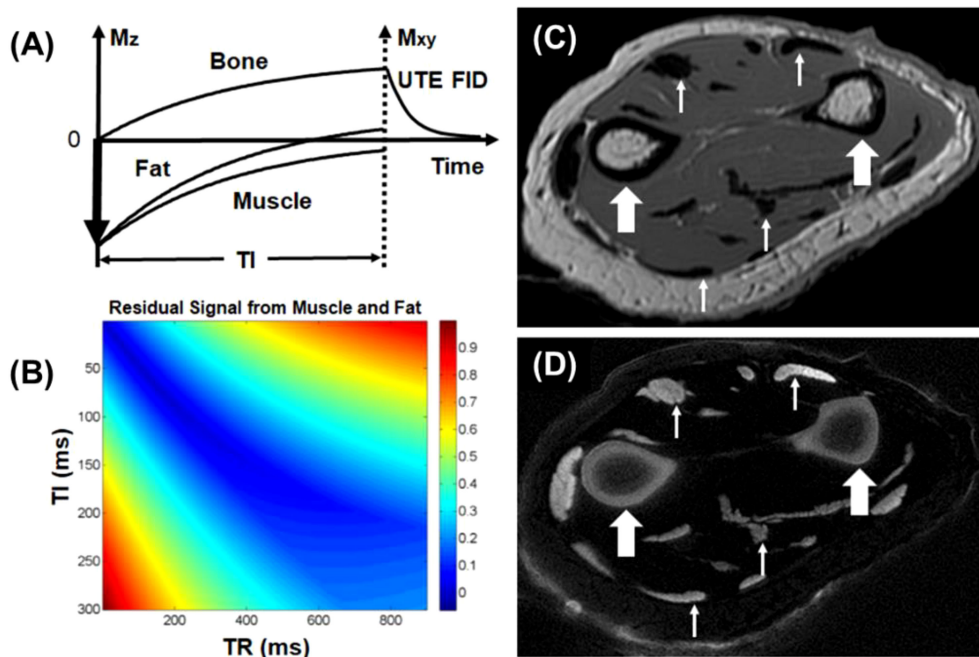 (A)
Mz
Mxy
Bone
UTE FID
0
Fat
Time
Muscle
TI
(B)
Residual Signal from Muscle and Fat
50
100
150
200
250
300
TI (ms)
200
400
600
800
TR (ms)
0.9
0.8
0.7
0.6
0.5
0.4
0.3
0.2
0.1
0
(C)
(D)